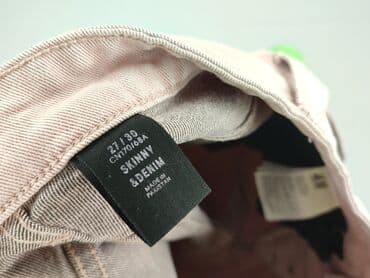 27 / 30
CN170/68A
SKINNY
&DENIM
MADE IN
PAKISTAN